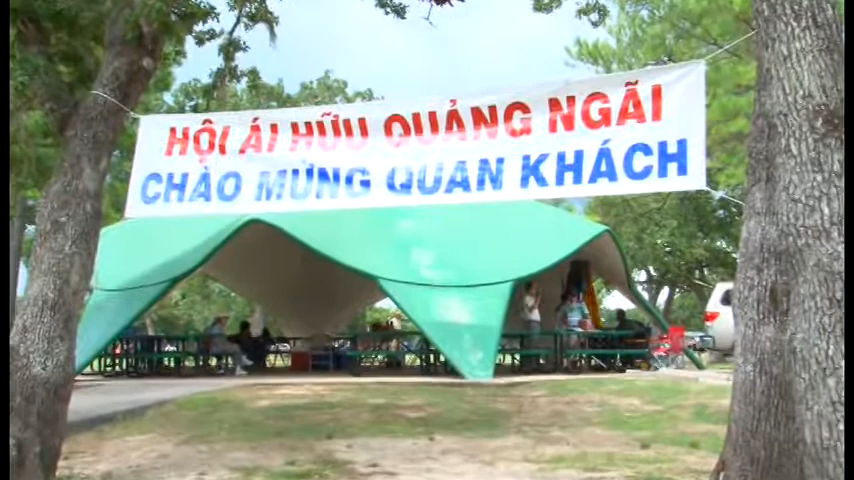 HỘI ÁI HỮU QUẢNG NGÃI
CHÀO MỪNG QUAN KHÁCH